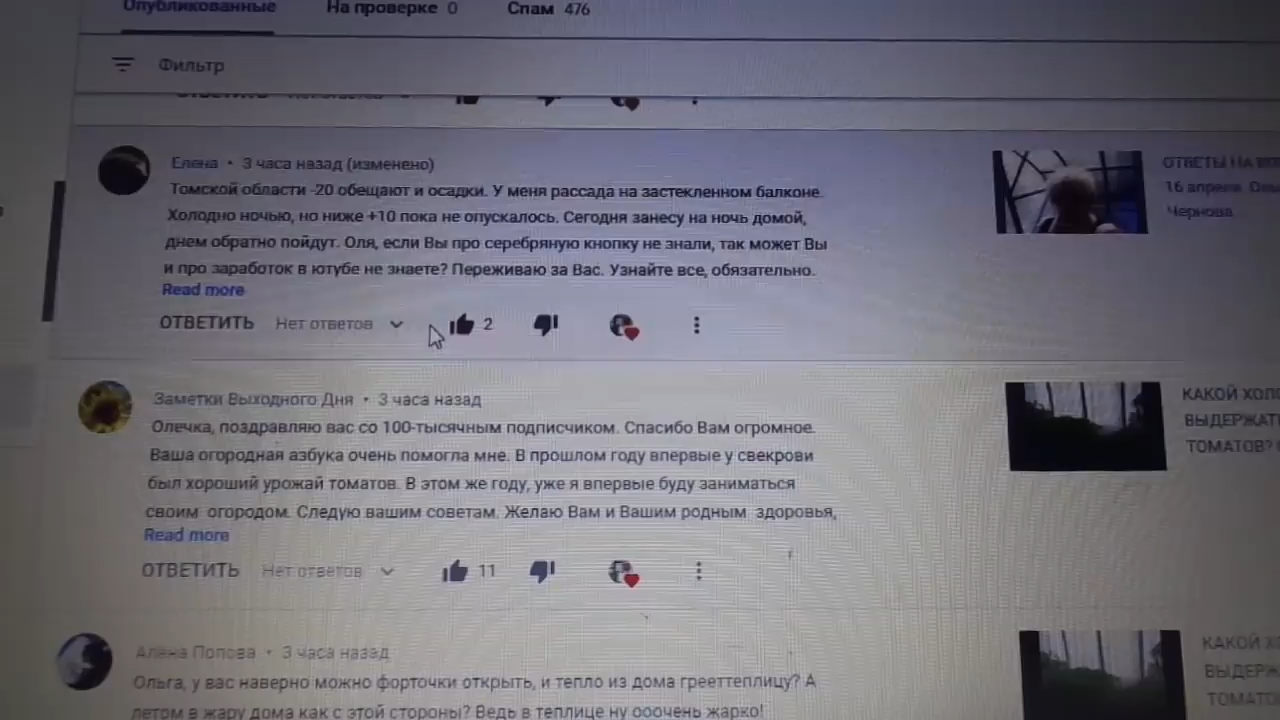 Опубликованные На проверке 0 Спам 476
Фильтр
Елена • 3 часа назад (изменено)
Томской области -20 обещают и осадки. У меня рассада на застекленном балконе.
Холодно ночью, но ниже +10 пока не опускалось. Сегодня занесу на ночь домой,
днем обратно пойдут. Оля, если Вы про серебряную кнопку не знали, так может Вы
и про заработок в ютубе не знаете? Переживаю за Вас. Узнайте все, обязательно.
Read more
ОТВЕТИТЬ Нет ответов 2
ОТВЕТЫ НА
16 апреля
Чернова
Заметки Выходного Дня • 3 часа назад
Олечка, поздравляю вас со 100-тысячным подписчиком. Спасибо Вам огромное.
Ваша огородная азбука очень помогла мне. В прошлом году впервые у свекрови
был хороший урожай томатов. В этом же году, уже я впервые буду заниматься
своим огородом. Следую вашим советам. Желаю Вам и Вашим родным здоровья,
Read more
ОТВЕТИТЬ Нет ответов 11
КАКОЙ
ТОМАТОВ?
Алена Попова • 3 часа назад
Ольга, у вас наверно можно форточки открыть, и тепло из дома грееттеплицу? А
летом в жару дома как с этой стороны? Ведь в теплице ну ооочень жарко!
КАКОЙ